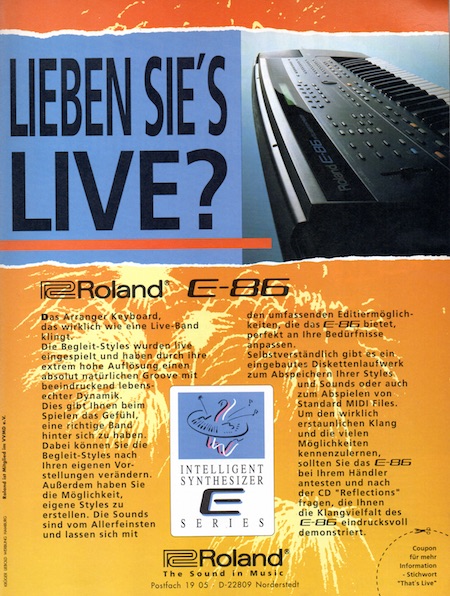 LIEBEN SIE'S
LIVE?
Roland E-86
Roland® E-86
Das Arranger Keyboard,
das wirklich wie eine Live-Band
klingt.
Die Begleit-Styles wurden live
eingespielt und haben durch ihre
extrem hohe Auflösung einen
absolut natürlichen Groove mit
beeindruckend lebens-
echter Dynamik.
Dies gibt Ihnen beim
Spielen das Gefühl,
eine richtige Band
hinter sich zu haben.
Dabei können Sie die
Begleit-Styles nach
Ihren eigenen Vor-
stellungen verändern.
Außerdem haben Sie
die Möglichkeit,
eigene Styles zu
erstellen. Die Sounds
sind vom Allerfeinsten
und lassen sich mit
den umfassenden Editiermöglich-
keiten, die das E-86 bietet,
perfekt an Ihre Bedürfnisse
anpassen.
Selbstverständlich gibt es ein
eingebautes Diskettenlaufwerk
zum Abspeichern Ihrer Styles
und Sounds oder auch
zum Abspielen von
Standard MIDI Files.
Um den wirklich
erstaunlichen Klang
und die vielen
Möglichkeiten
kennenzulernen,
sollten Sie das E-86
bei Ihrem Händler
antesten und nach
der CD "Reflections"
fragen, die Ihnen
die Klangvielfalt des
E-86 eindrucksvoll
demonstriert.
INTELLIGENT
SYNTHESIZER
E
SERIES
Roland®
The Sound in Music
Postfach 19 05 · D-22809 Norderstedt
Coupon
für mehr
Information
- Stichwort
"That's Live"
Roland ist Mitglied im VVMD e.V.